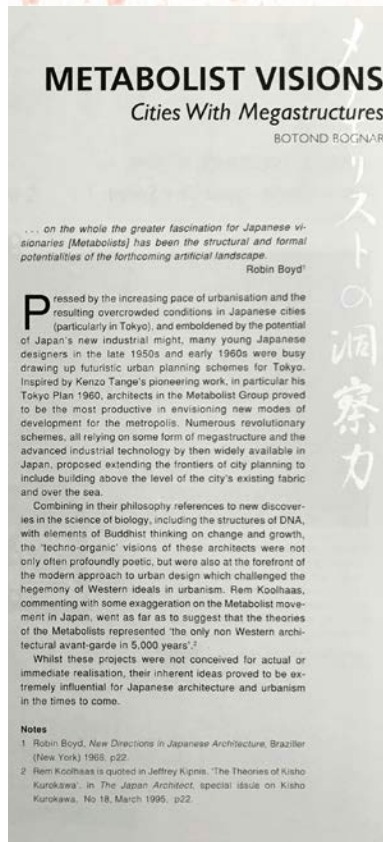 METABOLIST VISIONS
Cities With Megastructures
BOTOND BOGNAR
. . . on the whole the greater fascination for Japanese vi-
sionaries [Metabolists] has been the structural and formal
potentialities of the forthcoming artificial landscape.
Robin Boyd¹
Pressed by the increasing pace of urbanisation and the
resulting overcrowded conditions in Japanese cities
(particularly in Tokyo), and emboldened by the potential
of Japan's new industrial might, many young Japanese
designers in the late 1950s and early 1960s were busy
drawing up futuristic urban planning schemes for Tokyo.
Inspired by Kenzo Tange's pioneering work, in particular his
Tokyo Plan 1960, architects in the Metabolist Group proved
to be the most productive in envisioning new modes of
development for the metropolis. Numerous revolutionary
schemes, all relying on some form of megastructure and the
advanced industrial technology by then widely available in
Japan, proposed extending the frontiers of city planning to
include building above the level of the city's existing fabric
and over the sea.
Combining in their philosophy references to new discover-
ies in the science of biology, including the structures of DNA,
with elements of Buddhist thinking on change and growth,
the 'techno-organic' visions of these architects were not
only often profoundly poetic, but were also at the forefront of
the modern approach to urban design which challenged the
hegemony of Western ideals in urbanism. Rem Koolhaas,
commenting with some exaggeration on the Metabolist move-
ment in Japan, went as far as to suggest that the theories
of the Metabolists represented 'the only non Western archi-
tectural avant-garde in 5,000 years'.²
Whilst these projects were not conceived for actual or
immediate realisation, their inherent ideas proved to be ex-
tremely influential for Japanese architecture and urbanism
in the times to come.
Notes
1 Robin Boyd, New Directions in Japanese Architecture, Braziller
(New York) 1968, p22.
2 Rem Koolhaas is quoted in Jeffrey Kipnis, 'The Theories of Kisho
Kurokawa', in The Japan Architect, special issue on Kisho
Kurokawa, No 18, March 1995, p22.
リストの洞察力